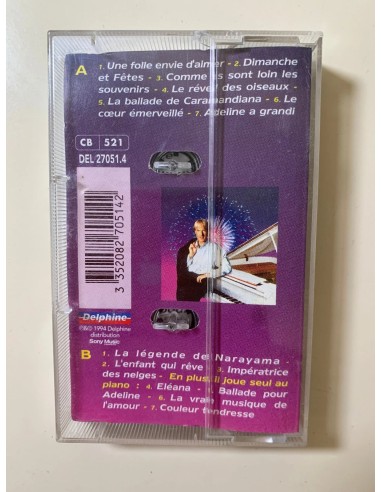 A 1. Une folle envie d'aimer - 2. Dimanche
et Fêtes - 3. Comme ils sont loin les
souvenirs - 4. Le réveil des oiseaux -
5. La ballade de Caramandiana - 6. Le
cœur émerveillé - 7. Adeline a grandi
CB 521
DEL 27051.4
3 352082 705142
Delphine
℗© 1994 Delphine
distribution
Sony Music
B 1. La légende de Narayama -
2. L'enfant qui rêve - 3. Impératrice
des neiges - En plus, il joue seul au
piano : 4. Eléana - 5. Ballade pour
Adeline - 6. La vraie musique de
l'amour - 7. Couleur tendresse